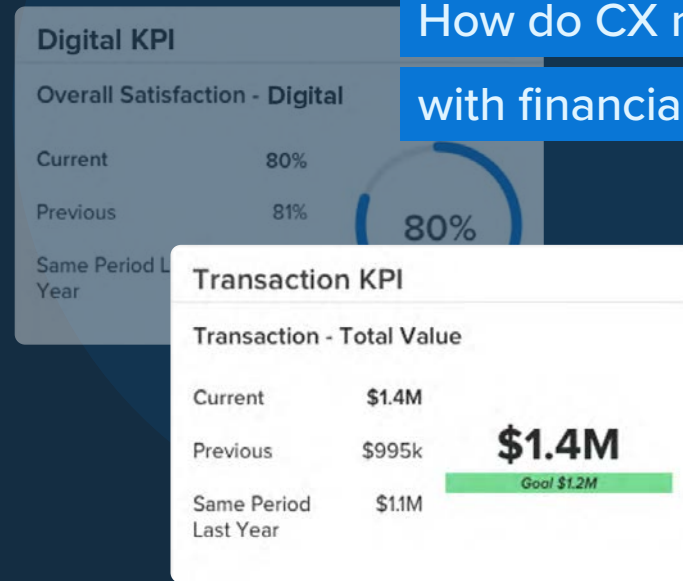 How do CX
with
Digital KPI
Overall Satisfaction - Digital
Current 80%
Previous 81%
Same Period
Year
80%
Transaction KPI
Transaction - Total Value
Current $1.4M
Previous $995k
Same Period $1.1M
Last Year
$1.4M
Goal $1.2M